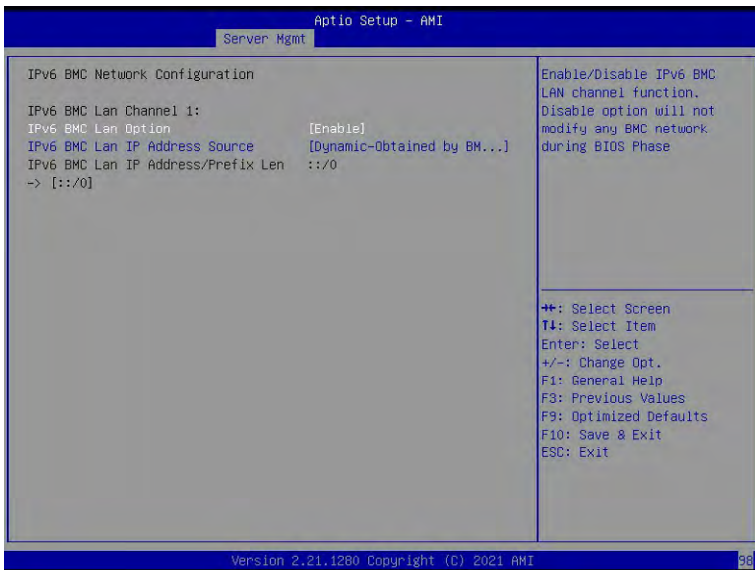 Aptio Setup - AMI
Server Mgmt
IPv6 BMC Network Configuration
IPv6 BMC Lan Channel 1:
IPv6 BMC Lan Option [Enable]
IPv6 BMC Lan IP Address Source [Dynamic-Obtained by BM...]
IPv6 BMC Lan IP Address/Prefix Len ::/0
-> [::/0]
Enable/Disable IPv6 BMC
LAN channel function.
Disable option will not
modify any BMC network
during BIOS Phase
→←: Select Screen
↑↓: Select Item
Enter: Select
+/-: Change Opt.
F1: General Help
F3: Previous Values
F9: Optimized Defaults
F10: Save & Exit
ESC: Exit
Version 2.21.1280 Copyright (C) 2021 AMI
98